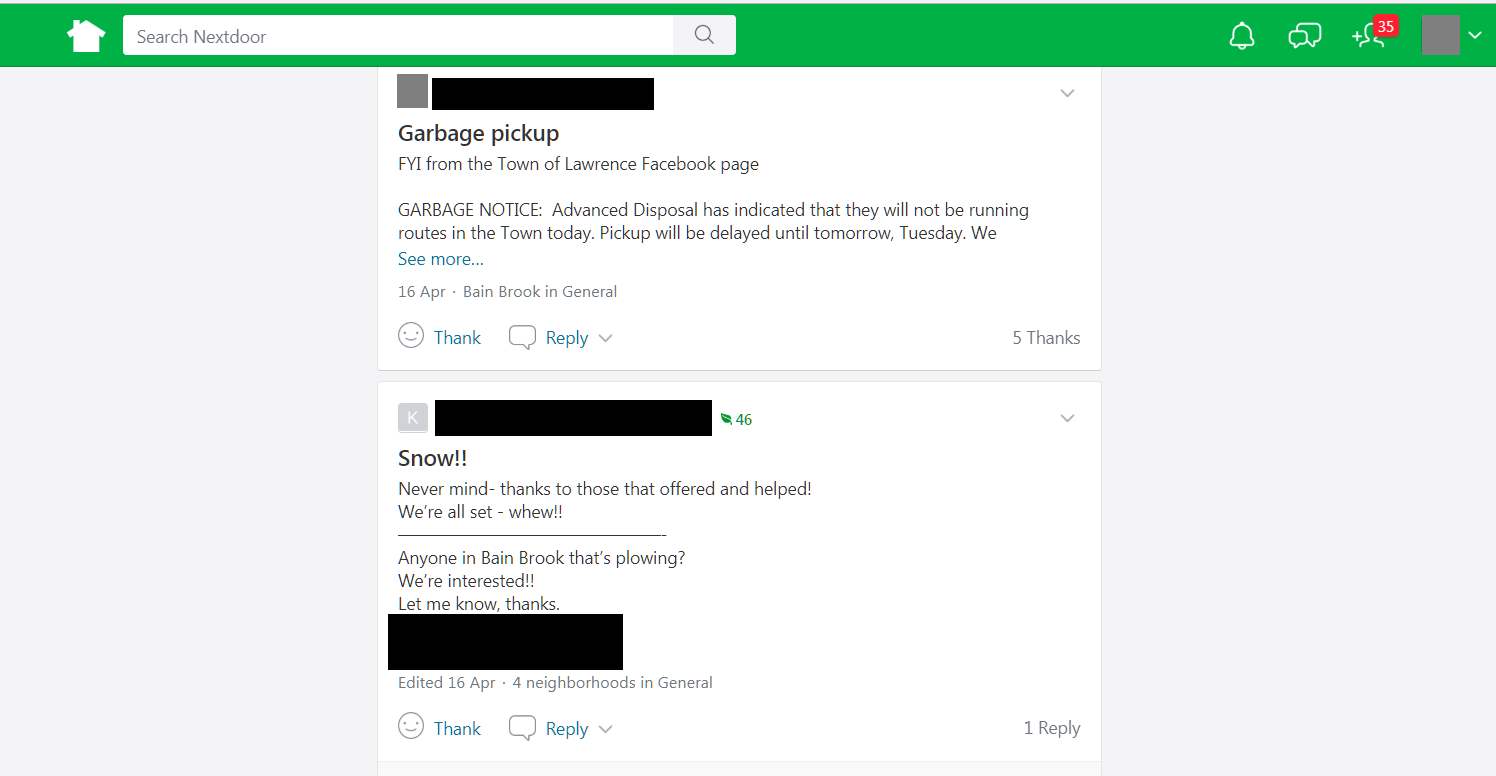 Search Nextdoor
35
Garbage pickup
FYI from the Town of Lawrence Facebook page
GARBAGE NOTICE:  Advanced Disposal has indicated that they will not be running
routes in the Town today. Pickup will be delayed until tomorrow, Tuesday. We
See more...
16 Apr · Bain Brook in General
Thank Reply 5 Thanks
K 46
Snow!!
Never mind- thanks to those that offered and helped!
We’re all set - whew!!
————————————————-
Anyone in Bain Brook that’s plowing?
We’re interested!!
Let me know, thanks.
Edited 16 Apr · 4 neighborhoods in General
Thank Reply 1 Reply